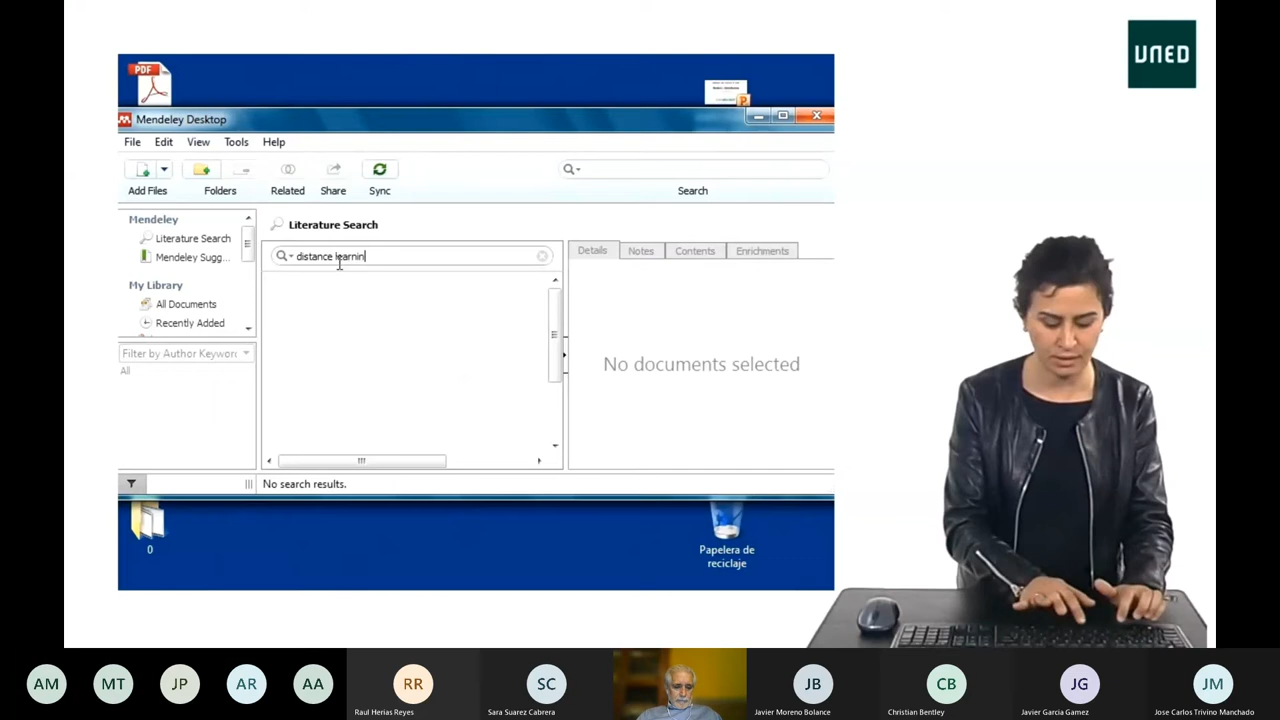 UNED
PDF
Mendeley Desktop
File Edit View Tools Help
Add Files Folders Related Share Sync Search
Mendeley
Literature Search
Mendeley Sugg...
My Library
All Documents
Recently Added
Filter by Author Keyword
All
Literature Search
distance learnin
Details Notes Contents Enrichments
No documents selected
No search results.
0
Papelera de
reciclaje
AM MT JP AR AA RR SC JB CB JG JM
Raul Herias Reyes Sara Suarez Cabrera Javier Moreno Bolance Christian Bentley Javier Garcia Gamez Jose Carlos Trivino Manchado